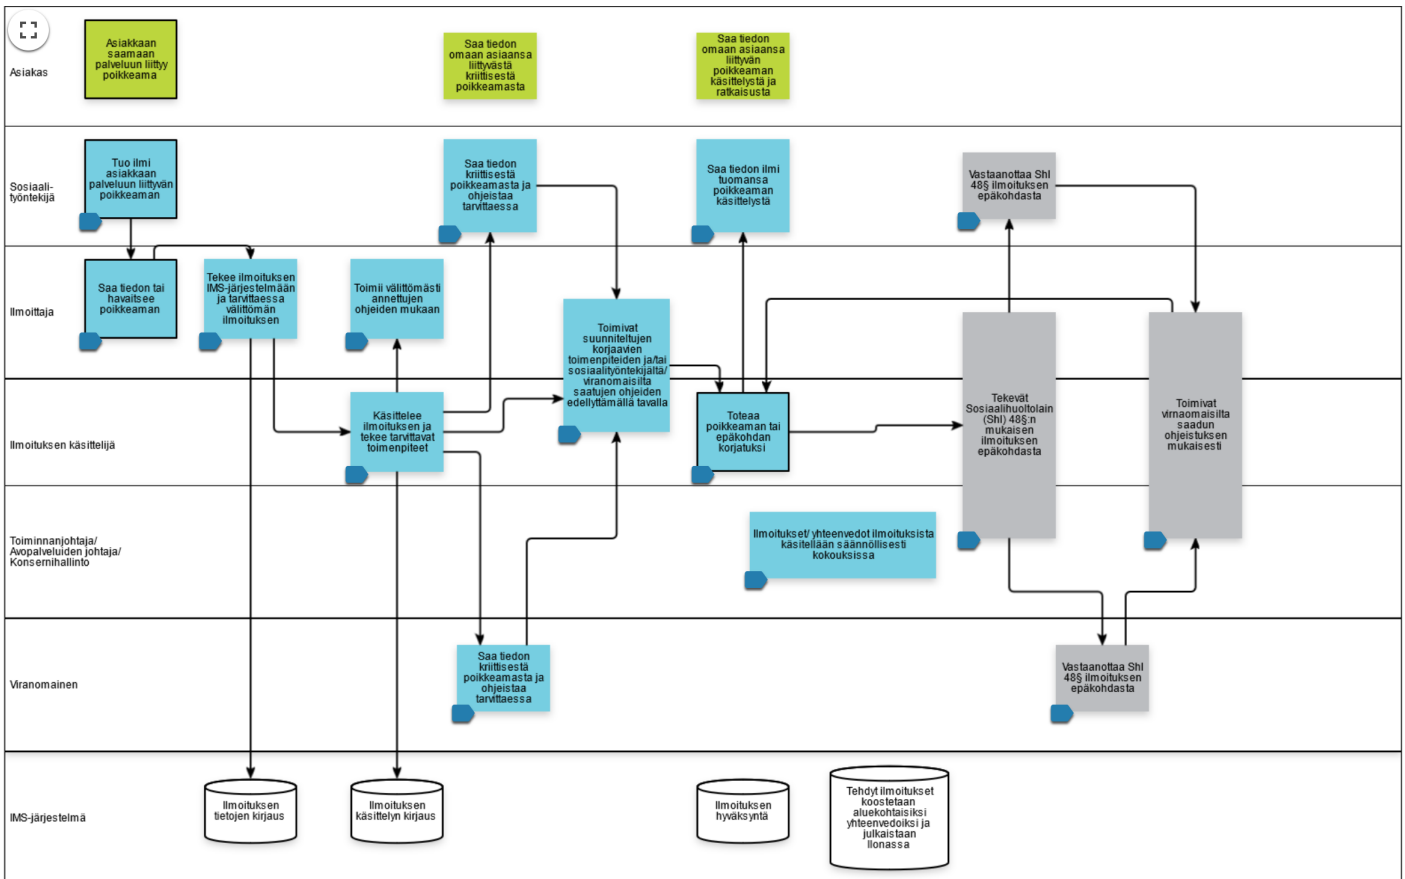 Asiakas
Asiakkaan
saamaan
palveluun liittyy
poikkeama
Saa tiedon
omaan asiaansa
liittyvästä
kriittisestä
poikkeamasta
Saa tiedon
omaan asiaansa
liittyvän
poikkeaman
käsittelystä ja
ratkaisusta
Sosiaali-
työntekijä
Tuo ilmi
asiakkaan
palveluun liittyvän
poikkeaman
Saa tiedon
kriittisestä
poikkeamasta ja
ohjeistaa
tarvittaessa
Saa tiedon ilmi
tuomansa
poikkeaman
käsittelystä
Vastaanottaa Shl
48§ ilmoituksen
epäkohdasta
Ilmoittaja
Saa tiedon tai
havaitsee
poikkeaman
Tekee ilmoituksen
IMS-järjestelmään
ja tarvittaessa
välittömän
ilmoituksen
Toimii välittömästi
annettujen
ohjeiden mukaan
Toimivat
suunniteltujen
korjaavien
toimenpiteiden ja/tai
sosiaalityöntekijältä/
viranomaisilta
saatujen ohjeiden
edellyttämällä tavalla
Ilmoituksen käsittelijä
Käsittelee
ilmoituksen ja
tekee tarvittavat
toimenpiteet
Toteaa
poikkeaman tai
epäkohdan
korjatuksi
Tekevät
Sosiaalihuoltolain
(Shl) 48§:n
mukaisen
ilmoituksen
epäkohdasta
Toimivat
virnaomaisilta
saadun
ohjeistuksen
mukaisesti
Toiminnanjohtaja/
Avopalveluiden johtaja/
Konsernihallinto
Ilmoitukset/ yhteenvedot ilmoituksista
käsitellään säännöllisesti
kokouksissa
Viranomainen
Saa tiedon
kriittisestä
poikkeamasta ja
ohjeistaa
tarvittaessa
Vastaanottaa Shl
48§ ilmoituksen
epäkohdasta
IMS-järjestelmä
Ilmoituksen
tietojen kirjaus
Ilmoituksen
käsittelyn kirjaus
Ilmoituksen
hyväksyntä
Tehdyt ilmoitukset
koostetaan
aluekohtaisiksi
yhteenvedoiksi ja
julkaistaan
Ilonassa